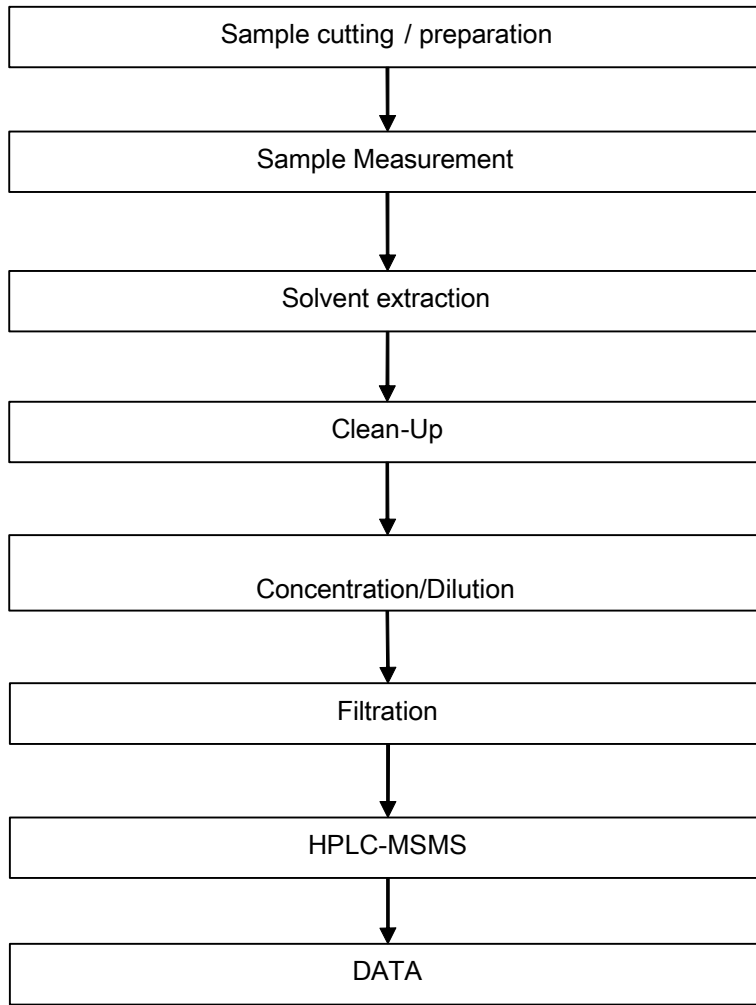 Sample cutting / preparation
Sample Measurement
Solvent extraction
Clean-Up
Concentration/Dilution
Filtration
HPLC-MSMS
DATA